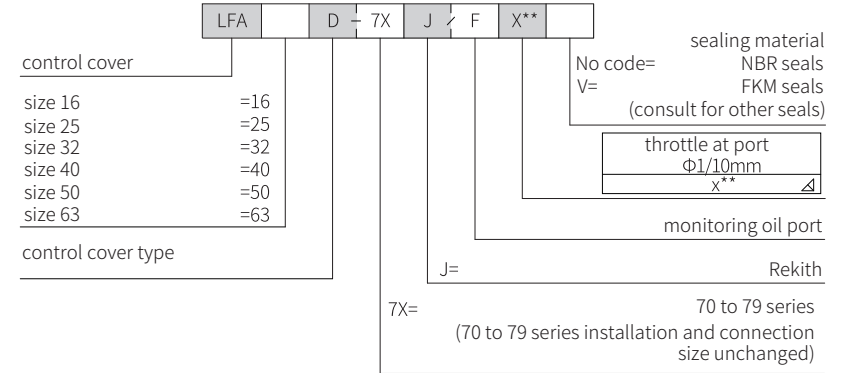 LFA D – 7X J / F X**
sealing material
control cover
No code= NBR seals
V= FKM seals
(consult for other seals)
size 16 =16
size 25 =25
size 32 =32
size 40 =40
size 50 =50
size 63 =63
throttle at port
Φ1/10mm
x**
monitoring oil port
control cover type
J= Rekith
7X= 70 to 79 series
(70 to 79 series installation and connection
size unchanged)